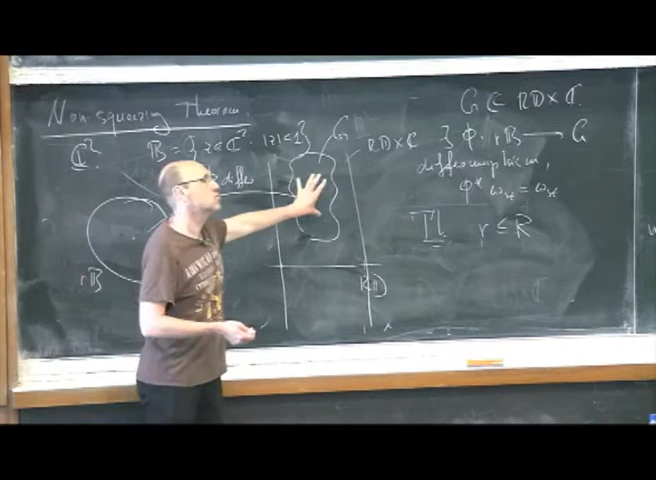 Non-squeezing Theorem
ℂ²
𝔹 = {z ∈ ℂ² : |z| < 1}
diffeo
G
R𝔻 × ℂ
r𝔹
R𝔻
G ⊂ R𝔻 × ℂ.
∃ φ : r𝔹 → G
diffeomorphism,
φ* ω_st = ω_st
Th r ≤ R